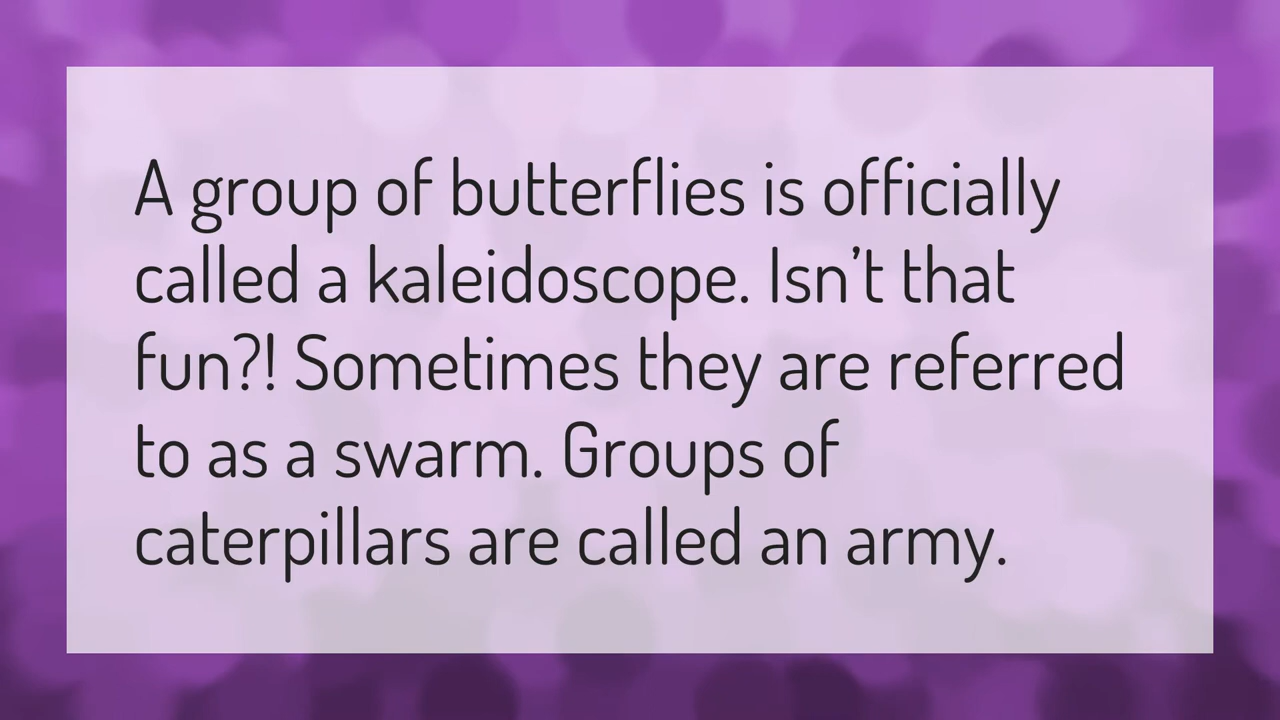 A group of butterflies is officially
called a kaleidoscope. Isn’t that
fun?! Sometimes they are referred
to as a swarm. Groups of
caterpillars are called an army.